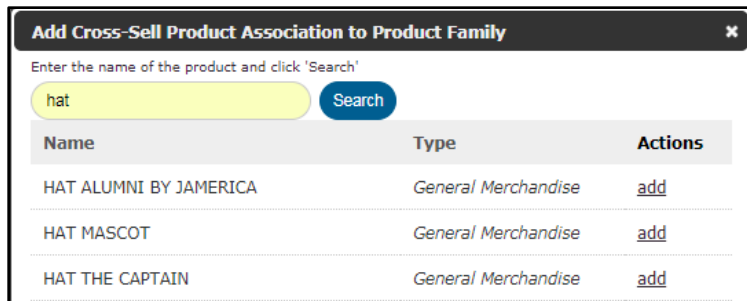 Add Cross-Sell Product Association to Product Family ×
Enter the name of the product and click 'Search'
hat Search
Name Type Actions
HAT ALUMNI BY JAMERICA General Merchandise add
HAT MASCOT General Merchandise add
HAT THE CAPTAIN General Merchandise add